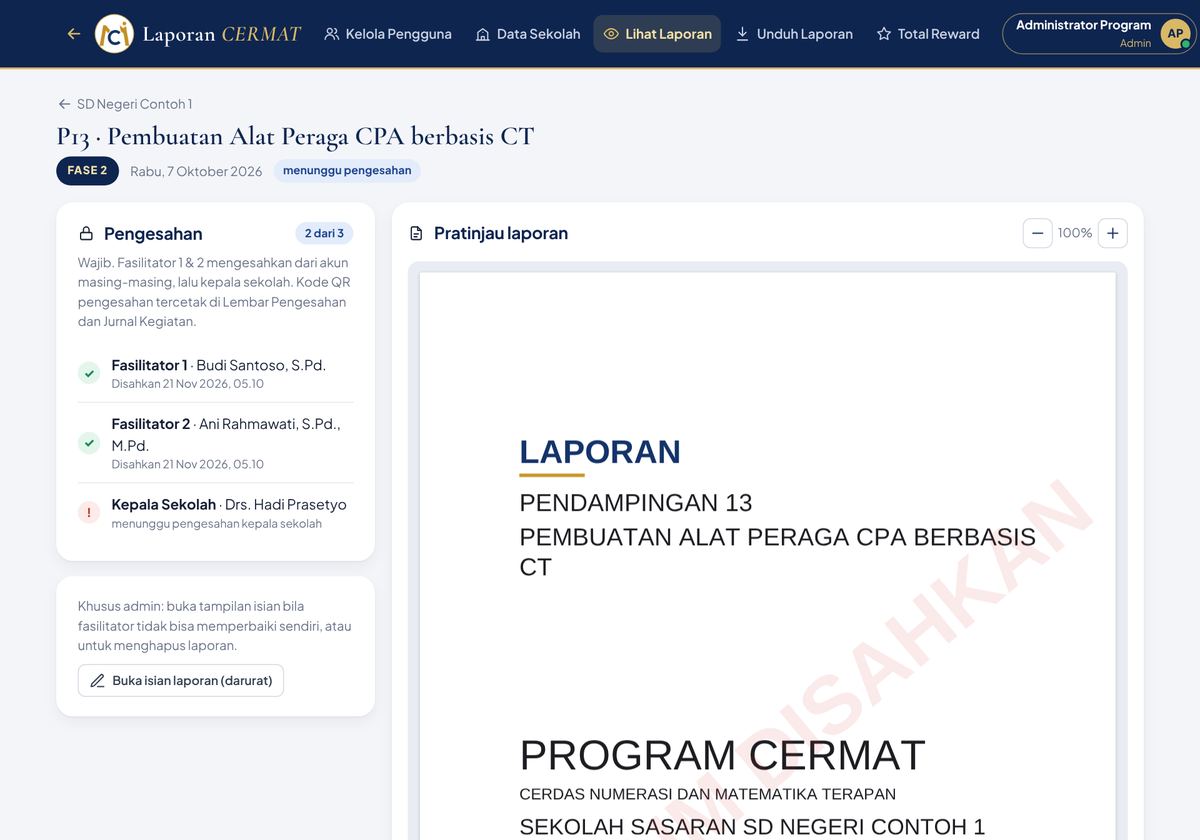 Laporan CERMAT
Kelola Pengguna
Data Sekolah
Lihat Laporan
Unduh Laporan
Total Reward
Administrator Program
Admin
AP
SD Negeri Contoh 1
P13 · Pembuatan Alat Peraga CPA berbasis CT
FASE 2
Rabu, 7 Oktober 2026
menunggu pengesahan
Pengesahan
2 dari 3
Wajib. Fasilitator 1 & 2 mengesahkan dari akun
masing-masing, lalu kepala sekolah. Kode QR
pengesahan tercetak di Lembar Pengesahan
dan Jurnal Kegiatan.
Fasilitator 1 · Budi Santoso, S.Pd.
Disahkan 21 Nov 2026, 05.10
Fasilitator 2 · Ani Rahmawati, S.Pd.,
M.Pd.
Disahkan 21 Nov 2026, 05.10
Kepala Sekolah · Drs. Hadi Prasetyo
menunggu pengesahan kepala sekolah
Khusus admin: buka tampilan isian bila
fasilitator tidak bisa memperbaiki sendiri, atau
untuk menghapus laporan.
Buka isian laporan (darurat)
Pratinjau laporan
− 100% +
LAPORAN
PENDAMPINGAN 13
PEMBUATAN ALAT PERAGA CPA BERBASIS
CT
PROGRAM CERMAT
CERDAS NUMERASI DAN MATEMATIKA TERAPAN
SEKOLAH SASARAN SD NEGERI CONTOH 1
DISAHKAN